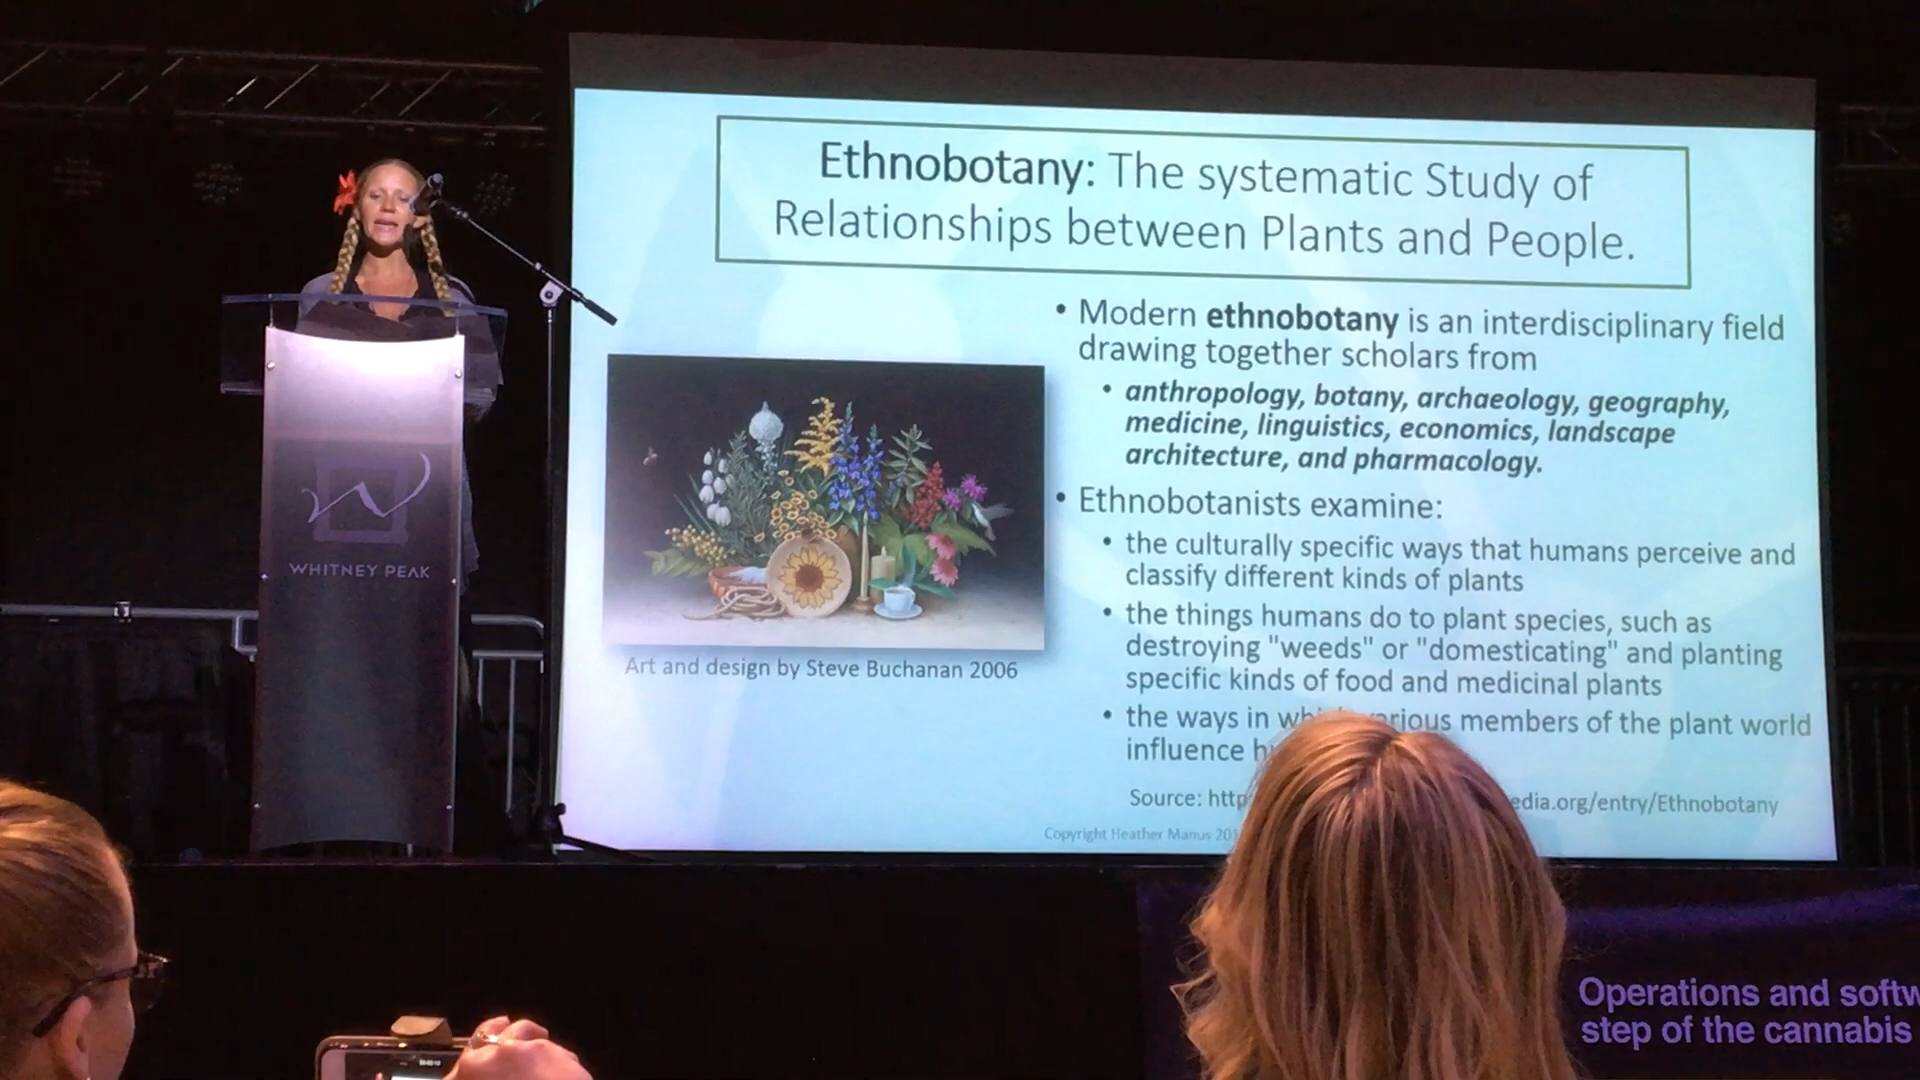 Ethnobotany: The systematic Study of
Relationships between Plants and People.
• Modern ethnobotany is an interdisciplinary field
drawing together scholars from
• anthropology, botany, archaeology, geography,
medicine, linguistics, economics, landscape
architecture, and pharmacology.
• Ethnobotanists examine:
• the culturally specific ways that humans perceive and
classify different kinds of plants
• the things humans do to plant species, such as
destroying "weeds" or "domesticating" and planting
specific kinds of food and medicinal plants
• the ways in members of the plant world
influence
Source: http edia.org/entry/Ethnobotany
Art and design by Steve Buchanan 2006
Copyright Heather Manus
WHITNEY PEAK
Operations and softw
step of the cannabis